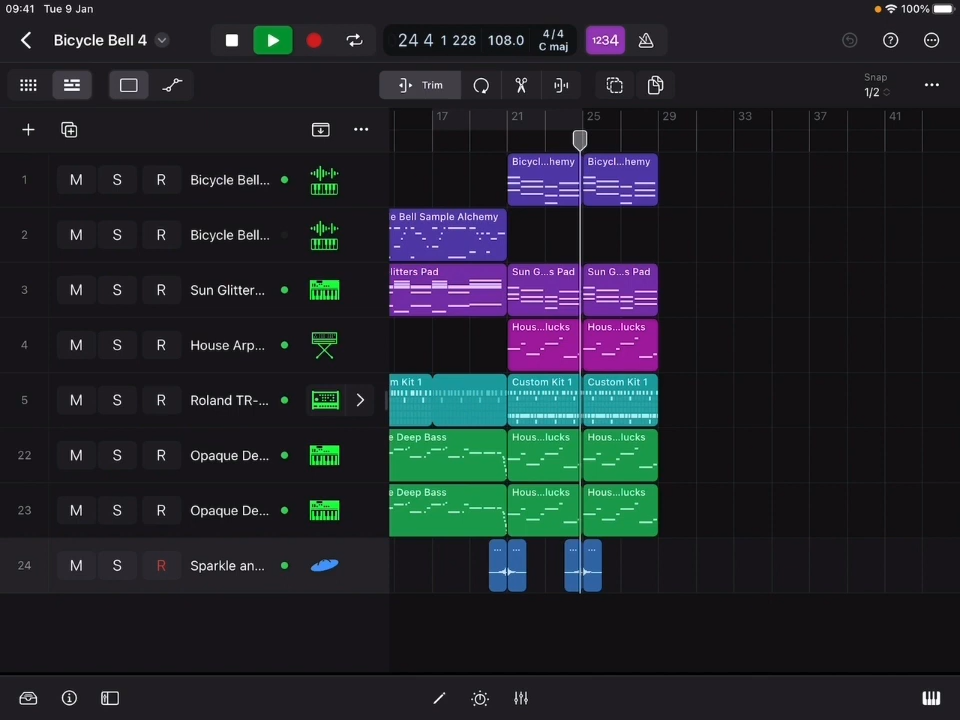 09:41 Tue 9 Jan 100%
Bicycle Bell 4
24 4 1 228 108.0 4/4 C maj 1234
Trim
Snap
1/2
17 21 25 29 33 37 41
1 M S R Bicycle Bell... Bicycl...hemy Bicycl...hemy
2 M S R Bicycle Bell... e Bell Sample Alchemy
3 M S R Sun Glitter... litters Pad Sun G...s Pad Sun G...s Pad
4 M S R House Arp... Hous...lucks Hous...lucks
5 M S R Roland TR-... m Kit 1 Custom Kit 1 Custom Kit 1
22 M S R Opaque De... e Deep Bass Hous...lucks Hous...lucks
23 M S R Opaque De... e Deep Bass Hous...lucks Hous...lucks
24 M S R Sparkle an... ... ... ... ...